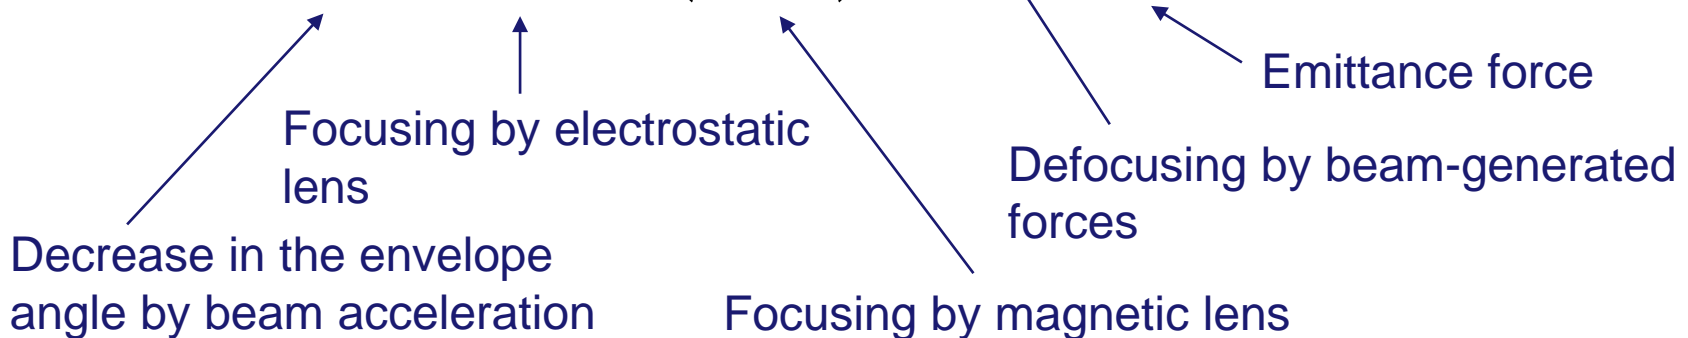 Emittance force
Focusing by electrostatic
lens
Defocusing by beam-generated
forces
Decrease in the envelope
angle by beam acceleration
Focusing by magnetic lens